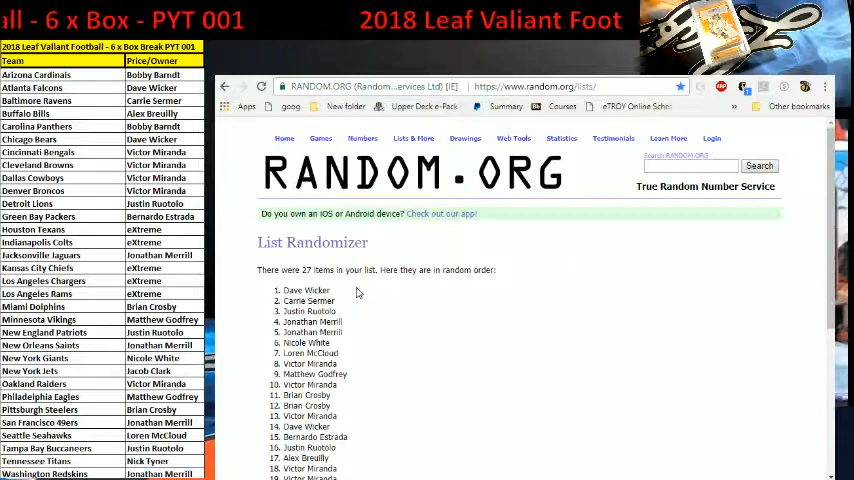 all - 6 x Box - PYT 001
2018 Leaf Valiant Foot
2018 Leaf Valiant Football - 6 x Box Break PYT 001
Team Price/Owner
Arizona Cardinals Bobby Barndt
Atlanta Falcons Dave Wicker
Baltimore Ravens Carrie Sermer
Buffalo Bills Alex Breuilly
Carolina Panthers Bobby Barndt
Chicago Bears Dave Wicker
Cincinnati Bengals Victor Miranda
Cleveland Browns Victor Miranda
Dallas Cowboys Victor Miranda
Denver Broncos Victor Miranda
Detroit Lions Justin Ruotolo
Green Bay Packers Bernardo Estrada
Houston Texans eXtreme
Indianapolis Colts eXtreme
Jacksonville Jaguars Jonathan Merrill
Kansas City Chiefs eXtreme
Los Angeles Chargers eXtreme
Los Angeles Rams eXtreme
Miami Dolphins Brian Crosby
Minnesota Vikings Matthew Godfrey
New England Patriots Justin Ruotolo
New Orleans Saints Jonathan Merrill
New York Giants Nicole White
New York Jets Jacob Clark
Oakland Raiders Victor Miranda
Philadelphia Eagles Matthew Godfrey
Pittsburgh Steelers Brian Crosby
San Francisco 49ers Jonathan Merrill
Seattle Seahawks Loren McCloud
Tampa Bay Buccaneers Justin Ruotolo
Tennessee Titans Nick Tyner
Washington Redskins Jonathan Merrill
RANDOM.ORG (Random...ervices Ltd) [IE] https://www.random.org/lists/
Apps goog New folder Upper Deck e-Pack Summary Courses eTROY Online Sch Other bookmarks
Home Games Numbers Lists & More Drawings Web Tools Statistics Testimonials Learn More Login
RANDOM.ORG
Search RANDOM.ORG
Search
True Random Number Service
Do you own an iOS or Android device? Check out our app!
List Randomizer
There were 27 items in your list. Here they are in random order:
1. Dave Wicker
2. Carrie Sermer
3. Justin Ruotolo
4. Jonathan Merrill
5. Jonathan Merrill
6. Nicole White
7. Loren McCloud
8. Victor Miranda
9. Matthew Godfrey
10. Victor Miranda
11. Brian Crosby
12. Brian Crosby
13. Victor Miranda
14. Dave Wicker
15. Bernardo Estrada
16. Justin Ruotolo
17. Alex Breuilly
18. Victor Miranda
19. Victor Miranda